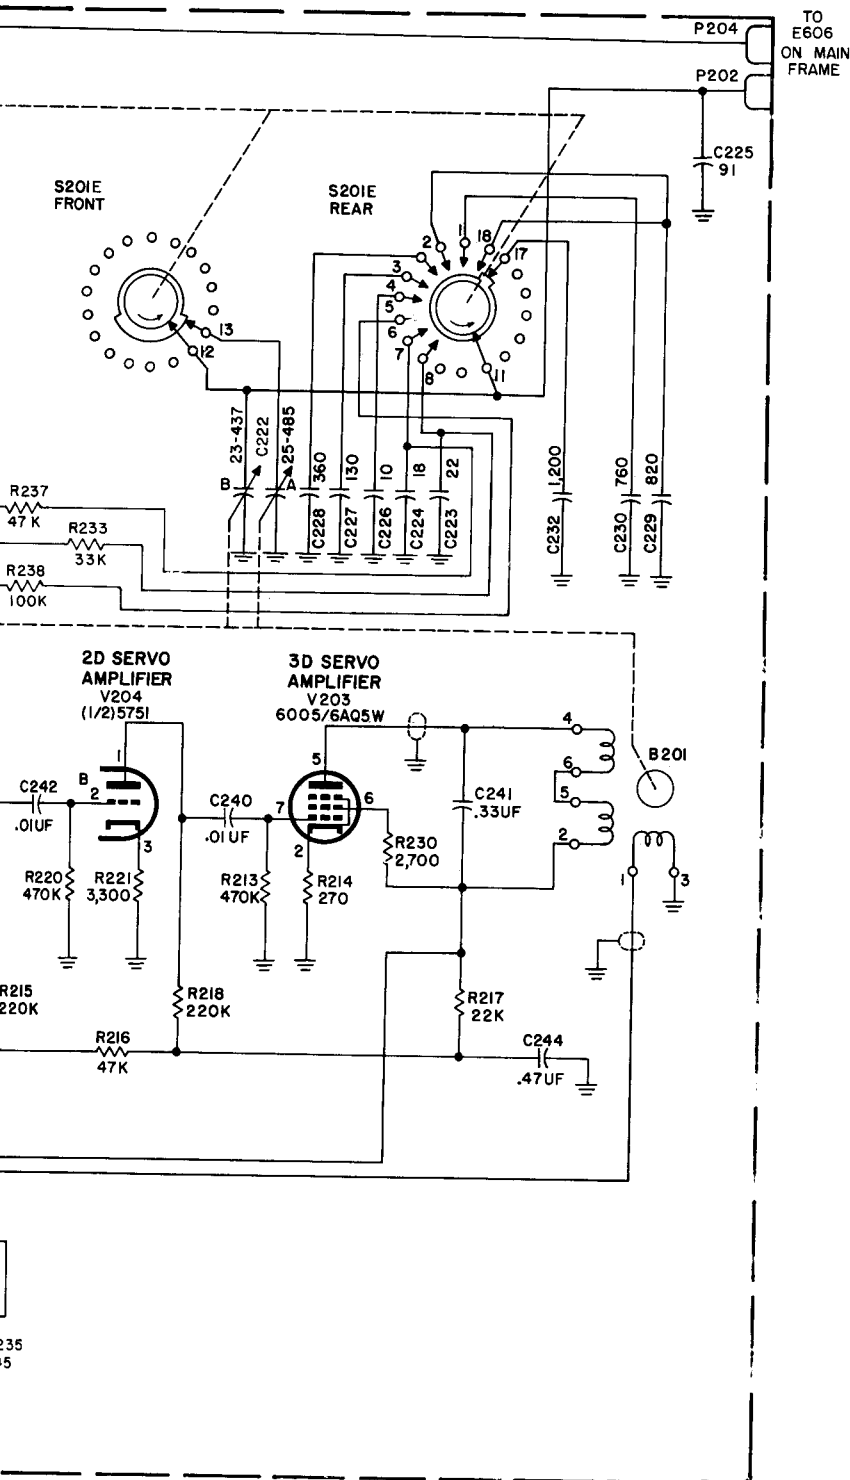 TO
E606
ON MAIN
FRAME
P204
P202
C225
91
S201E
FRONT
S201E
REAR
2
1
18
17
3
4
5
6
7
8
11
13
12
23-437
C222
25-485
360
130
10
18
22
1,200
760
820
B
A
C228
C227
C226
C224
C223
C232
C230
C229
R237
47 K
R233
33K
R238
100K
2D SERVO
AMPLIFIER
V204
(1/2)5751
3D SERVO
AMPLIFIER
V203
6005/6AQ5W
1
B
2
3
C242
.01UF
C240
.01UF
5
7
6
2
C241
.33UF
4
6
5
2
B201
1
3
R220
470K
R221
3,300
R213
470K
R214
270
R230
2,700
R215
220K
R218
220K
R217
22K
R216
47K
C244
.47UF
235